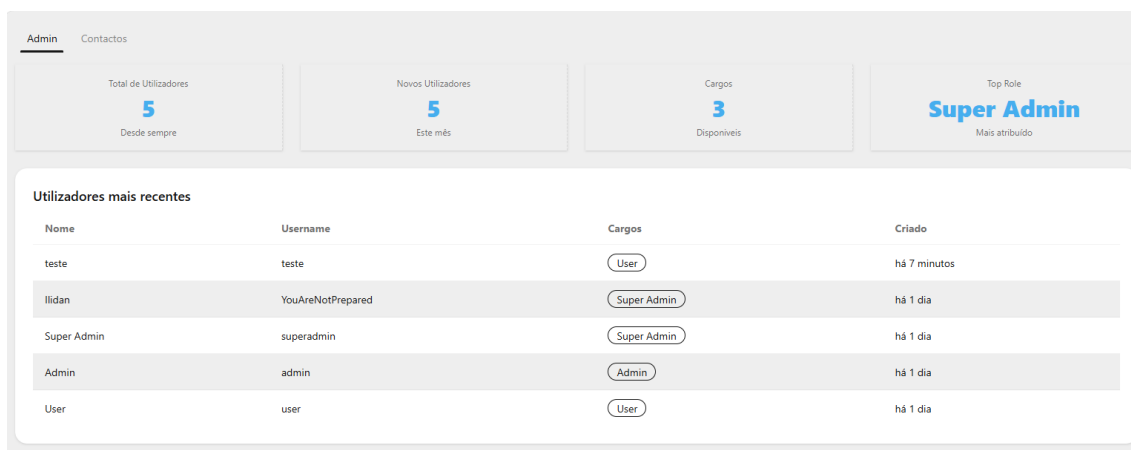 Admin Contactos
Total de Utilizadores Novos Utilizadores Cargos Top Role
5 5 3 Super Admin
Desde sempre Este mês Disponiveis Mais atribuído
Utilizadores mais recentes
Nome Username Cargos Criado
teste teste User há 7 minutos
Ilidan YouAreNotPrepared Super Admin há 1 dia
Super Admin superadmin Super Admin há 1 dia
Admin admin Admin há 1 dia
User user User há 1 dia